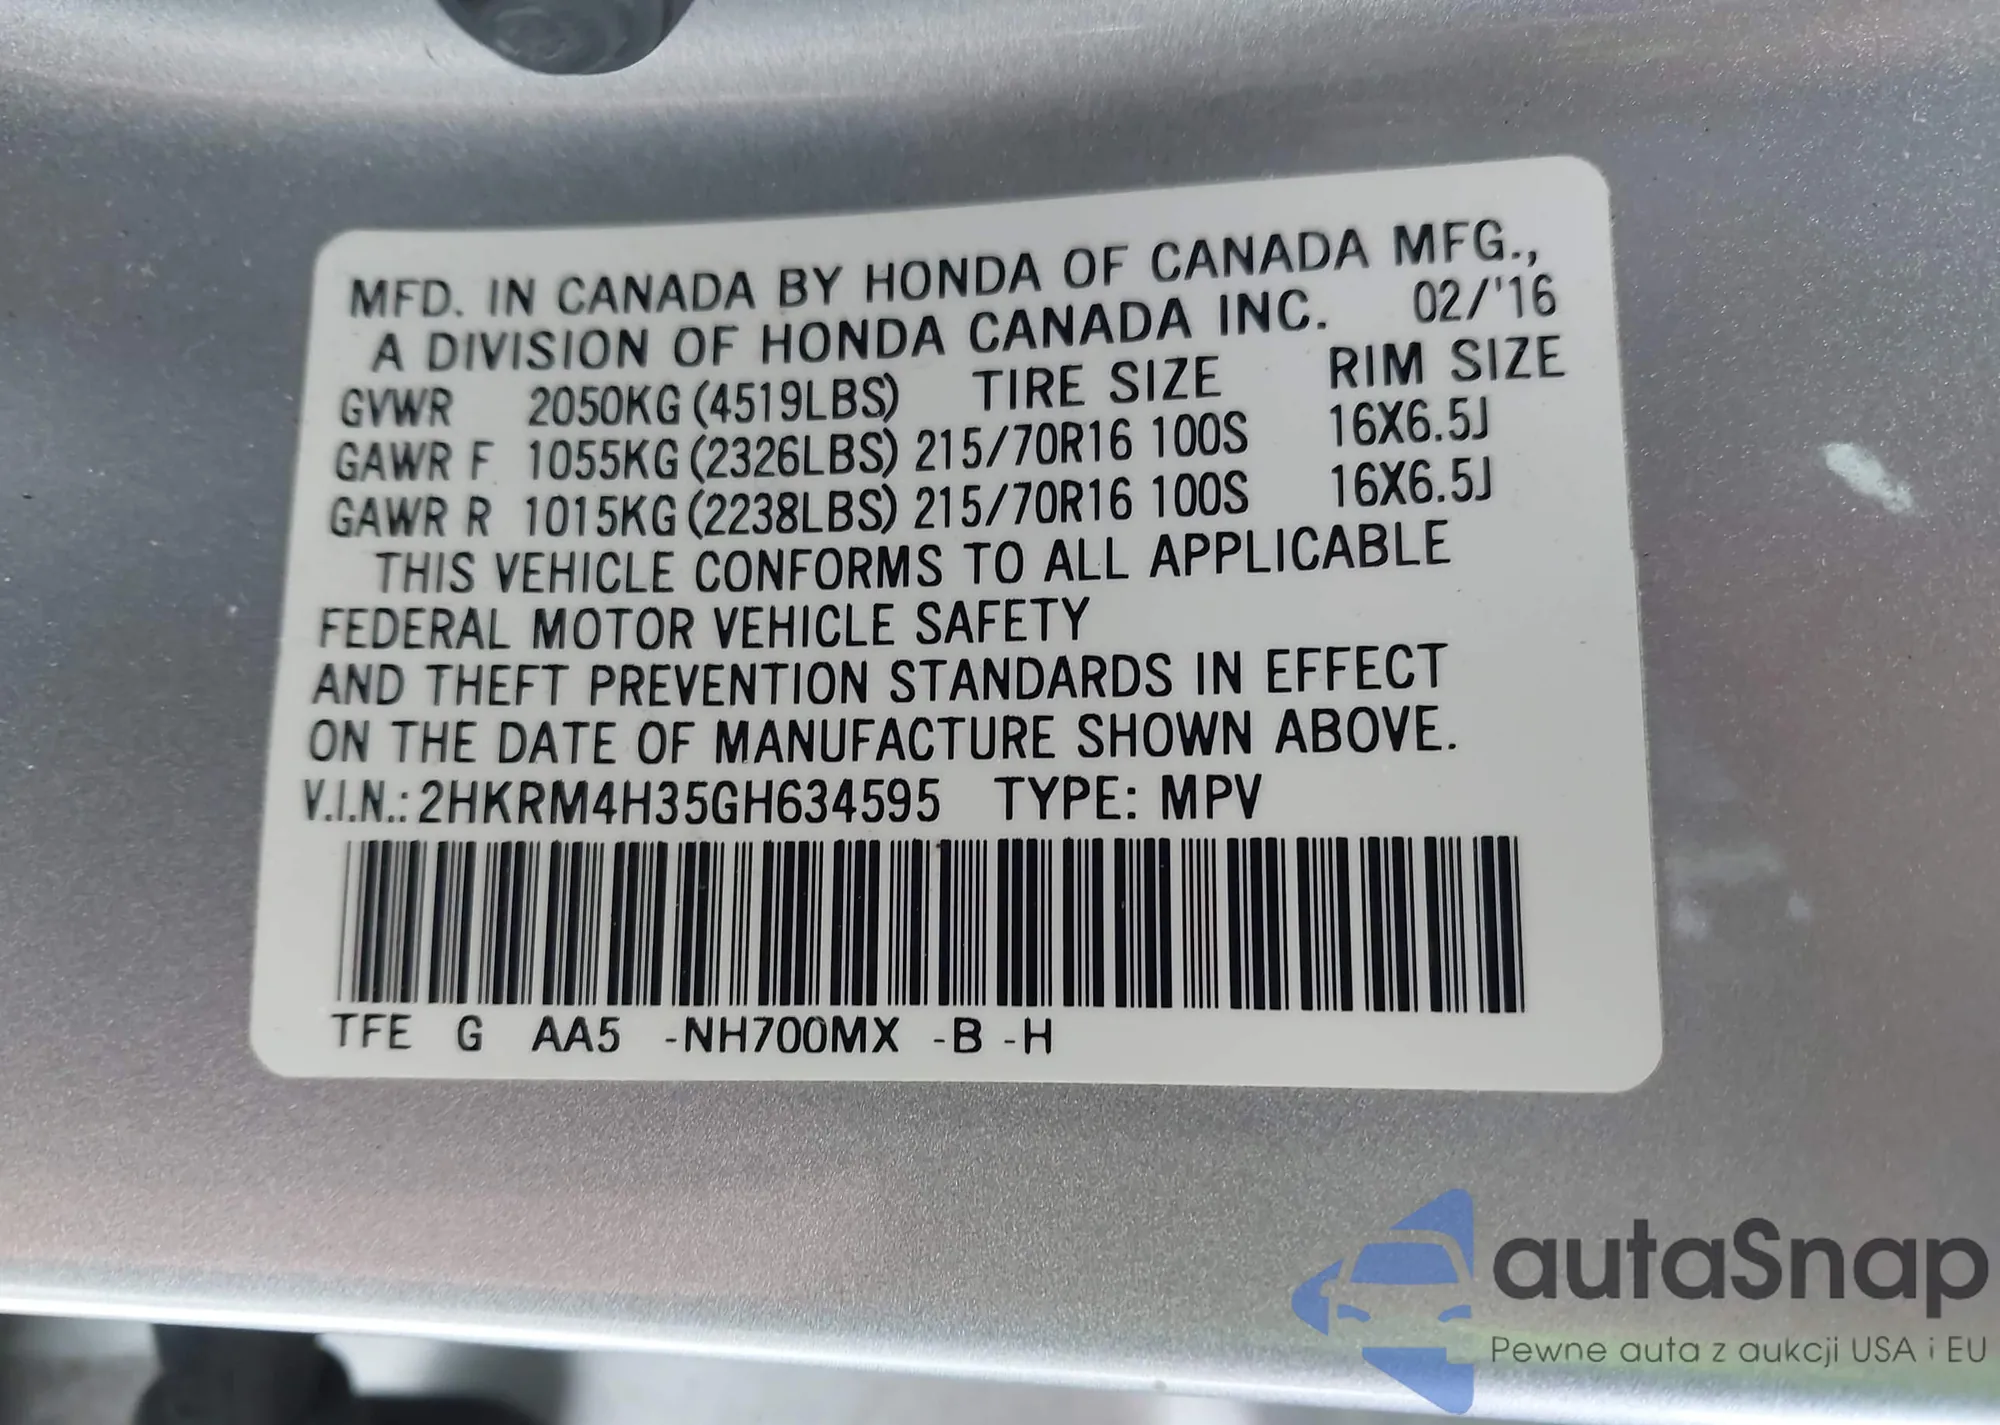 MFD. IN CANADA BY HONDA OF CANADA MFG.,
A DIVISION OF HONDA CANADA INC. 02/'16
GVWR 2050KG (4519LBS) TIRE SIZE RIM SIZE
GAWR F 1055KG (2326LBS) 215/70R16 100S 16X6.5J
GAWR R 1015KG (2238LBS) 215/70R16 100S 16X6.5J
THIS VEHICLE CONFORMS TO ALL APPLICABLE
FEDERAL MOTOR VEHICLE SAFETY
AND THEFT PREVENTION STANDARDS IN EFFECT
ON THE DATE OF MANUFACTURE SHOWN ABOVE.
V.I.N.: 2HKRM4H35GH634595 TYPE: MPV
TFE G AA5 -NH700MX -B -H
autaSnap
Pewne auta z aukcji USA i EU